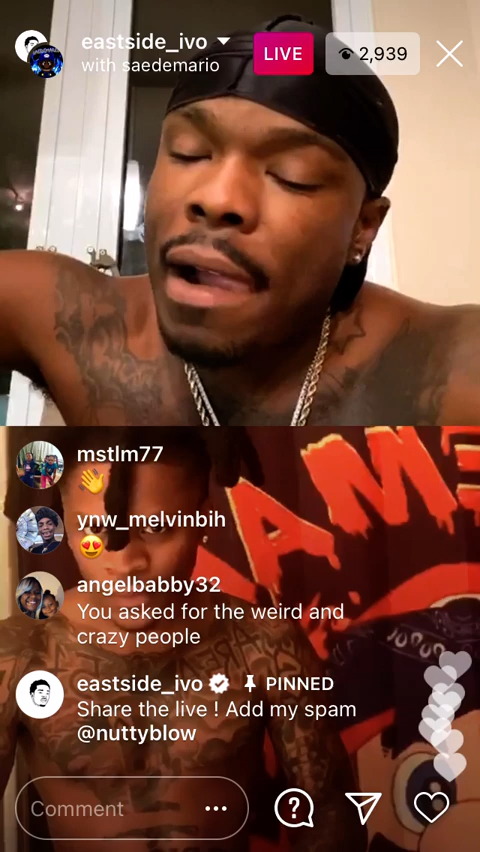 eastside_ivo
with saedemario
LIVE
2,939
AME
mstlm77
ynw_melvinbih
angelbabby32
You asked for the weird and
crazy people
eastside_ivo PINNED
Share the live ! Add my spam
@nuttyblow
Comment